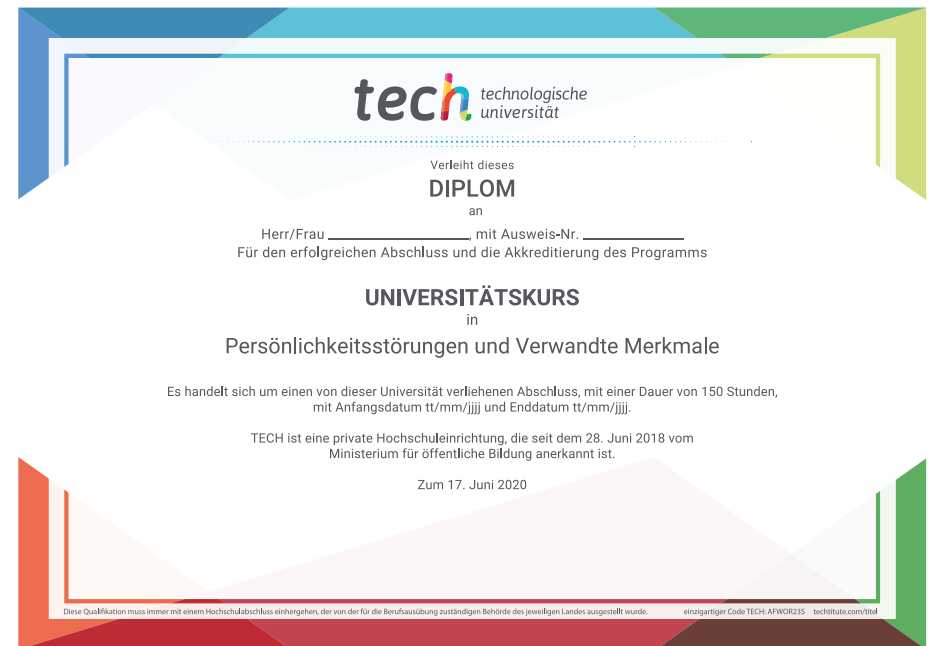 tech technologische
universität
Verleiht dieses
DIPLOM
an
Herr/Frau ________________, mit Ausweis-Nr. ____________
Für den erfolgreichen Abschluss und die Akkreditierung des Programms
UNIVERSITÄTSKURS
in
Persönlichkeitsstörungen und Verwandte Merkmale
Es handelt sich um einen von dieser Universität verliehenen Abschluss, mit einer Dauer von 150 Stunden,
mit Anfangsdatum tt/mm/jjjj und Enddatum tt/mm/jjjj.
TECH ist eine private Hochschuleinrichtung, die seit dem 28. Juni 2018 vom
Ministerium für öffentliche Bildung anerkannt ist.
Zum 17. Juni 2020
Diese Qualifikation muss immer mit einem Hochschulabschluss einhergehen, der von der für die Berufsausübung zuständigen Behörde des jeweiligen Landes ausgestellt wurde. einzigartiger Code TECH: AFWOR23S techtitute.com/titel